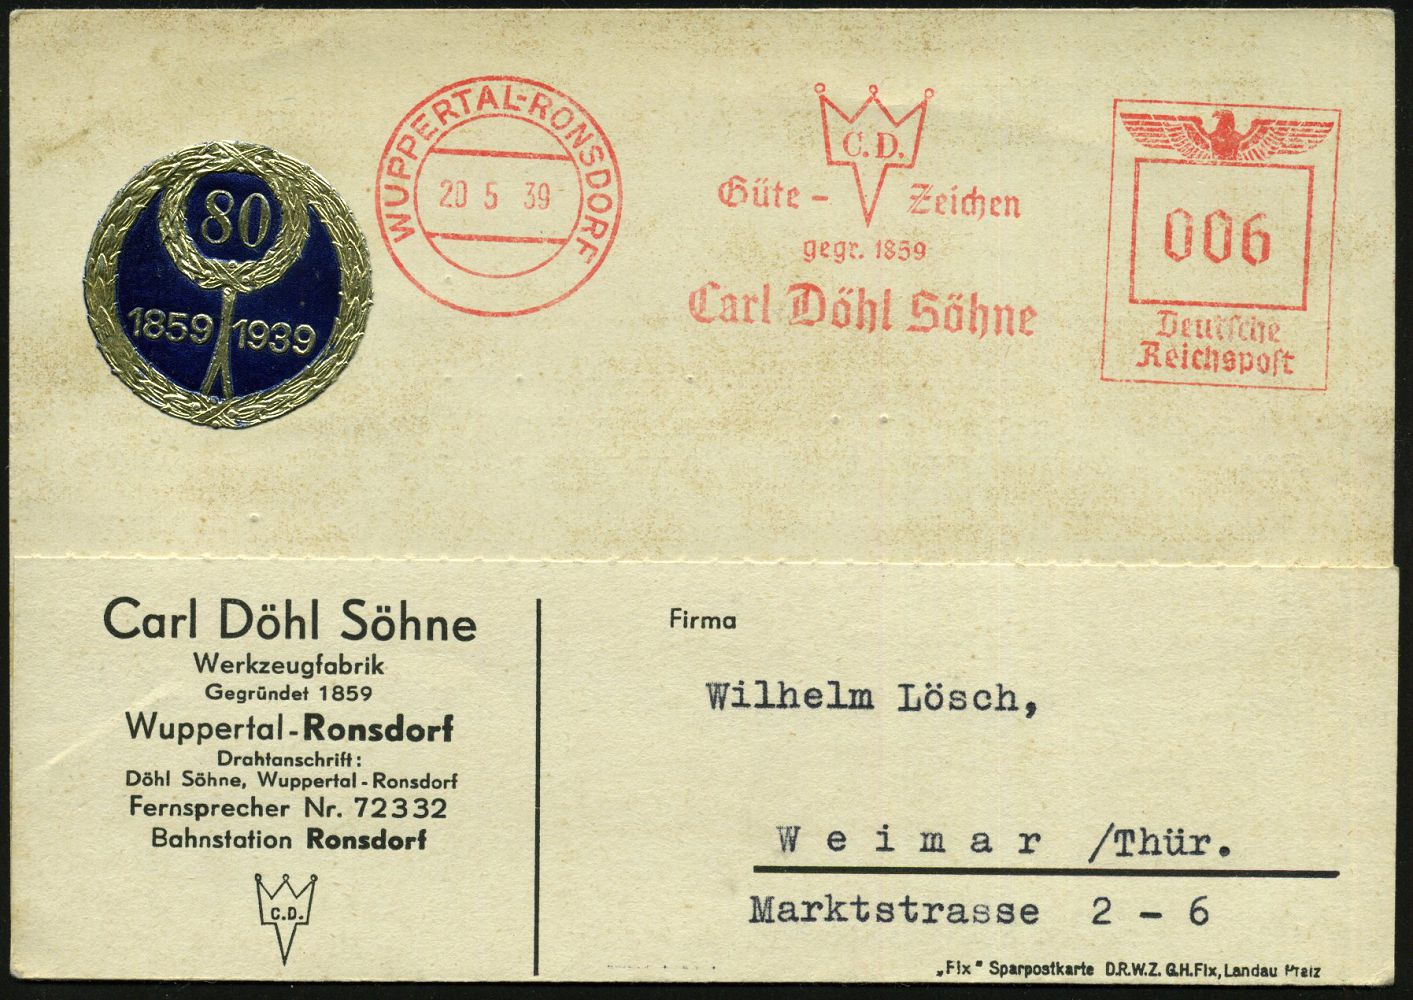 80
1859 1939
WUPPERTAL-RONSDORF
20 5 39
C. D.
Güte - Zeichen
gegr. 1859
Carl Döhl Söhne
006
Deutsche
Reichspost
Carl Döhl Söhne
Werkzeugfabrik
Gegründet 1859
Wuppertal-Ronsdorf
Drahtanschrift:
Döhl Söhne, Wuppertal-Ronsdorf
Fernsprecher Nr. 72332
Bahnstation Ronsdorf
C.D.
Firma
Wilhelm Lösch,
Weimar /Thür.
Marktstrasse 2 - 6
„Fix" Sparpostkarte D.R.W.Z. G.H.Fix, Landau Pfalz